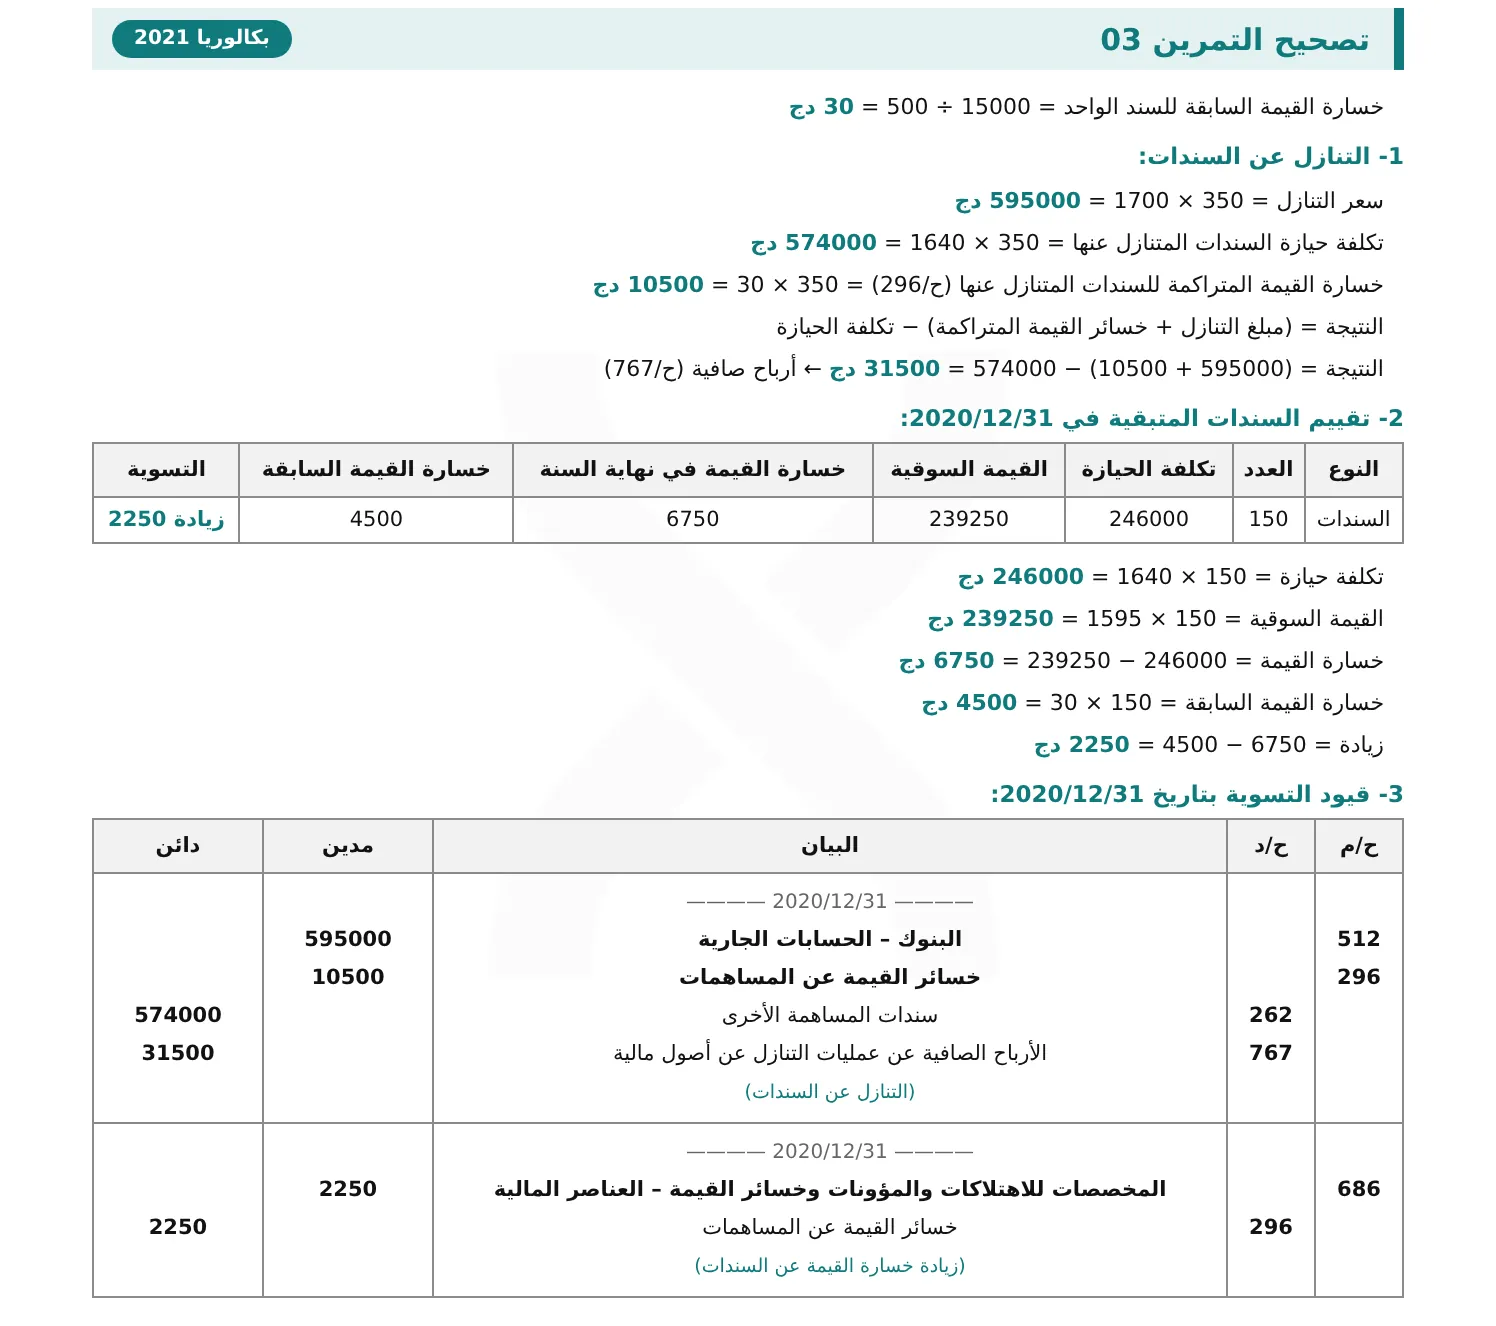 تصحيح التمرين 03
بكالوريا 2021
خسارة القيمة السابقة للسند الواحد = 15000 ÷ 500 = 30 دج
1- التنازل عن السندات:
سعر التنازل = 350 × 1700 = 595000 دج
تكلفة حيازة السندات المتنازل عنها = 350 × 1640 = 574000 دج
خسارة القيمة المتراكمة للسندات المتنازل عنها (ح/296) = 350 × 30 = 10500 دج
النتيجة = (مبلغ التنازل + خسائر القيمة المتراكمة) − تكلفة الحيازة
النتيجة = (595000 + 10500) − 574000 = 31500 دج ← أرباح صافية (ح/767)
2- تقييم السندات المتبقية في 2020/12/31:
النوع العدد تكلفة الحيازة القيمة السوقية خسارة القيمة في نهاية السنة خسارة القيمة السابقة التسوية
السندات 150 246000 239250 6750 4500 زيادة 2250
تكلفة حيازة = 150 × 1640 = 246000 دج
القيمة السوقية = 150 × 1595 = 239250 دج
خسارة القيمة = 246000 − 239250 = 6750 دج
خسارة القيمة السابقة = 150 × 30 = 4500 دج
زيادة = 6750 − 4500 = 2250 دج
3- قيود التسوية بتاريخ 2020/12/31:
ح/م ح/د البيان مدين دائن
———— 2020/12/31 ————
512 البنوك – الحسابات الجارية 595000
296 خسائر القيمة عن المساهمات 10500
262 سندات المساهمة الأخرى 574000
767 الأرباح الصافية عن عمليات التنازل عن أصول مالية 31500
(التنازل عن السندات)
———— 2020/12/31 ————
686 المخصصات للاهتلاكات والمؤونات وخسائر القيمة – العناصر المالية 2250
296 خسائر القيمة عن المساهمات 2250
(زيادة خسارة القيمة عن السندات)